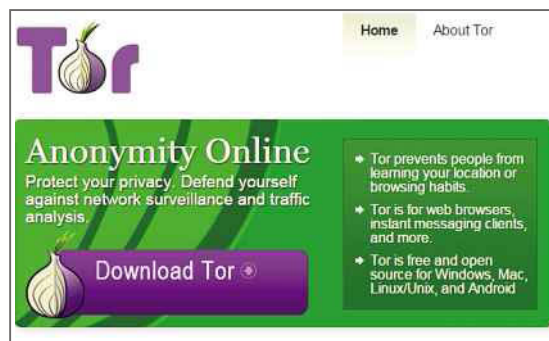 Tor
Home
About Tor
Anonymity Online
Protect your privacy. Defend yourself
against network surveillance and traffic
analysis.
Download Tor
Tor prevents people from
learning your location or
browsing habits.
Tor is for web browsers,
instant messaging clients,
and more.
Tor is free and open
source for Windows, Mac,
Linux/Unix, and Android